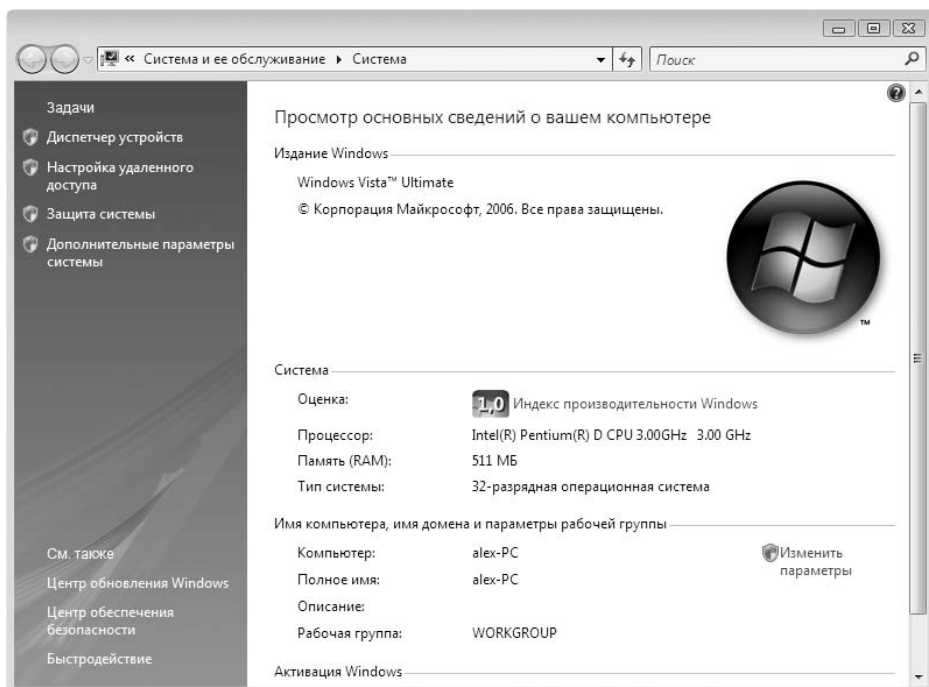 « Система и ее обслуживание Система
Поиск
Задачи
Диспетчер устройств
Настройка удаленного
доступа
Защита системы
Дополнительные параметры
системы
См. также
Центр обновления Windows
Центр обеспечения
безопасности
Быстродействие
Просмотр основных сведений о вашем компьютере
Издание Windows
Windows Vista™ Ultimate
© Корпорация Майкрософт, 2006. Все права защищены.
TM
Система
Оценка: 1,0 Индекс производительности Windows
Процессор: Intel(R) Pentium(R) D CPU 3.00GHz 3.00 GHz
Память (RAM): 511 МБ
Тип системы: 32-разрядная операционная система
Имя компьютера, имя домена и параметры рабочей группы
Компьютер: alex-PC
Изменить
параметры
Полное имя: alex-PC
Описание:
Рабочая группа: WORKGROUP
Активация Windows